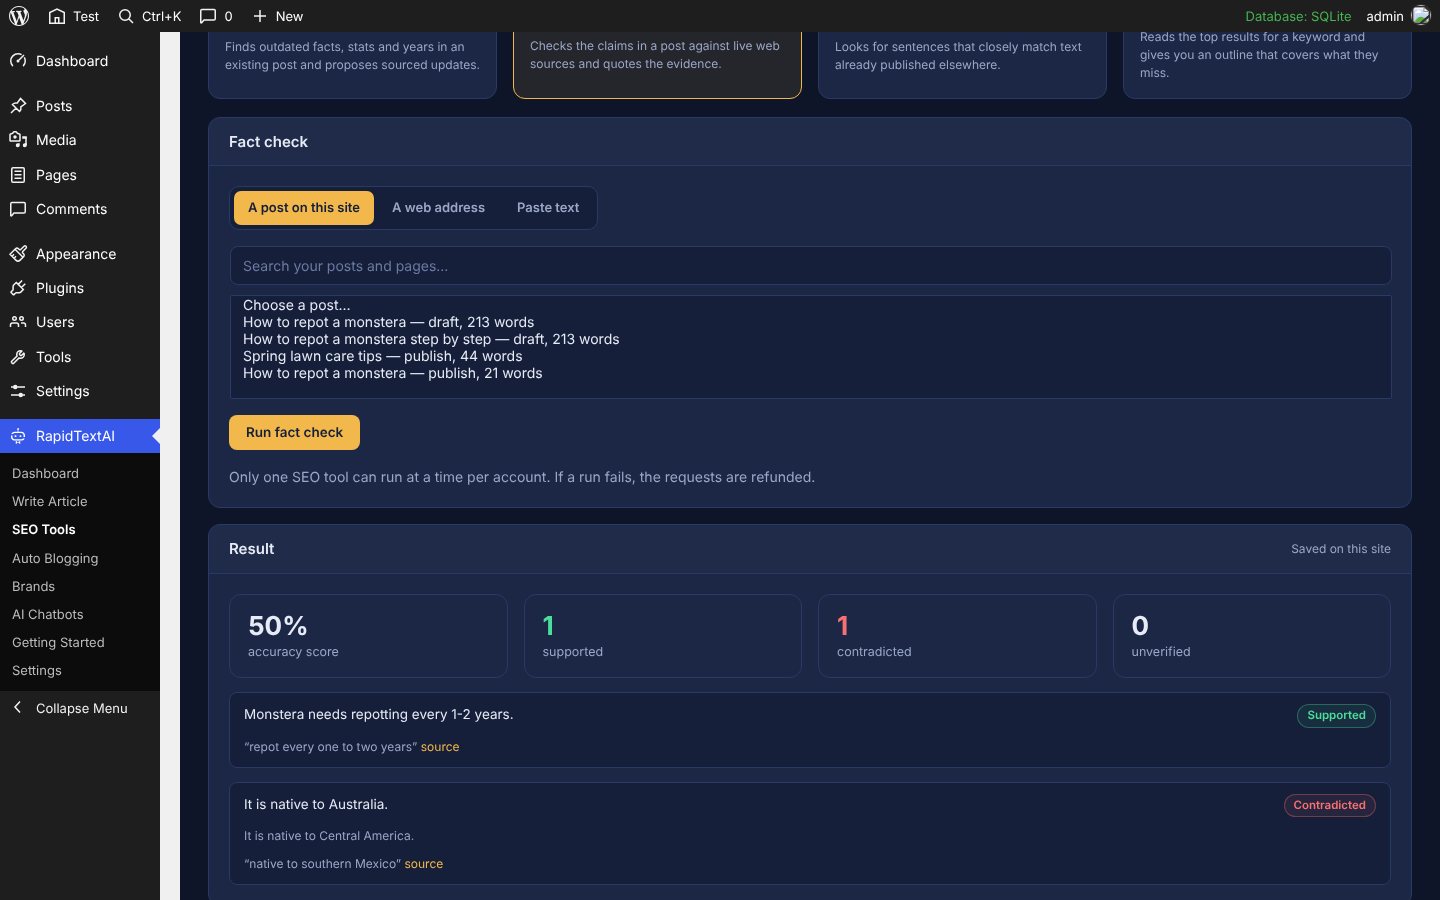 Test
Ctrl+K
0
New
Database: SQLite
admin
Dashboard
Posts
Media
Pages
Comments
Appearance
Plugins
Users
Tools
Settings
RapidTextAI
Dashboard
Write Article
SEO Tools
Auto Blogging
Brands
AI Chatbots
Getting Started
Settings
Collapse Menu
Finds outdated facts, stats and years in an
existing post and proposes sourced updates.
Checks the claims in a post against live web
sources and quotes the evidence.
Looks for sentences that closely match text
already published elsewhere.
Reads the top results for a keyword and
gives you an outline that covers what they
miss.
Fact check
A post on this site
A web address
Paste text
Search your posts and pages...
Choose a post...
How to repot a monstera — draft, 213 words
How to repot a monstera step by step — draft, 213 words
Spring lawn care tips — publish, 44 words
How to repot a monstera — publish, 21 words
Run fact check
Only one SEO tool can run at a time per account. If a run fails, the requests are refunded.
Result
Saved on this site
50%
accuracy score
1
supported
1
contradicted
0
unverified
Monstera needs repotting every 1-2 years.
Supported
“repot every one to two years” source
It is native to Australia.
Contradicted
It is native to Central America.
“native to southern Mexico” source